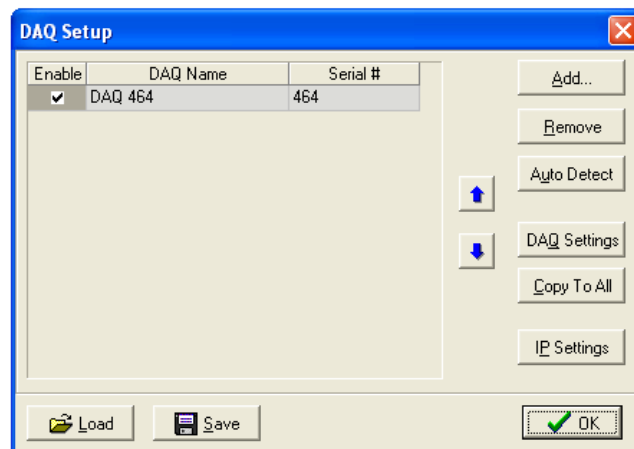 DAQ Setup
Enable DAQ Name Serial #
DAQ 464 464
Add...
Remove
Auto Detect
DAQ Settings
Copy To All
IP Settings
Load Save OK